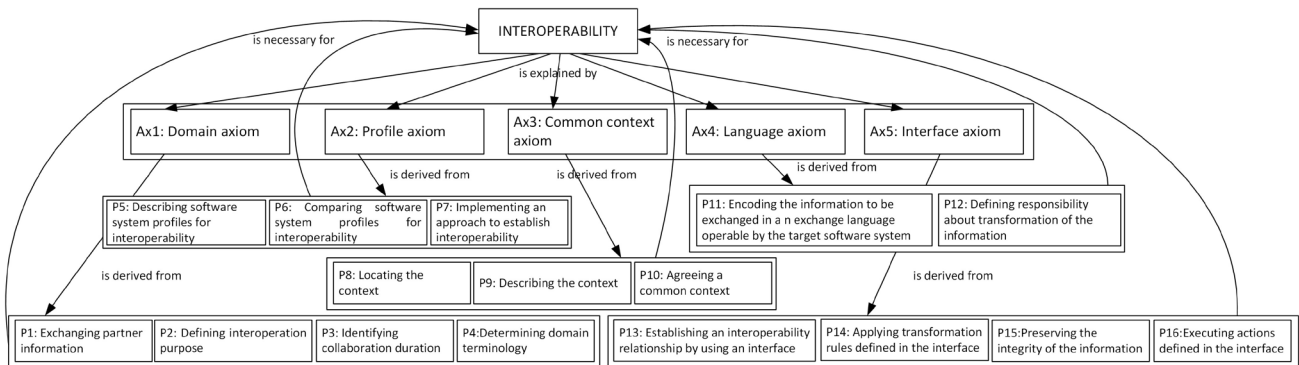 INTEROPERABILITY
is necessary for
is necessary for
is explained by
Ax1: Domain axiom
Ax2: Profile axiom
Ax3: Common context
axiom
Ax4: Language axiom
Ax5: Interface axiom
is derived from
is derived from
is derived from
P5: Describing software
system profiles for
interoperability
P6: Comparing software
system profiles for
interoperability
P7: Implementing an
approach to establish
interoperability
P11: Encoding the information to be
exchanged in a n exchange language
operable by the target software system
P12: Defining responsibility
about transformation of the
information
is derived from
P8: Locating the
context
P9: Describing the context
P10: Agreeing a
common context
is derived from
P1: Exchanging partner
information
P2: Defining interoperation
purpose
P3: Identifying
collaboration duration
P4:Determining domain
terminology
P13: Establishing an interoperability
relationship by using an interface
P14: Applying transformation
rules defined in the interface
P15:Preserving the
integrity of the information
P16:Executing actions
defined in the interface